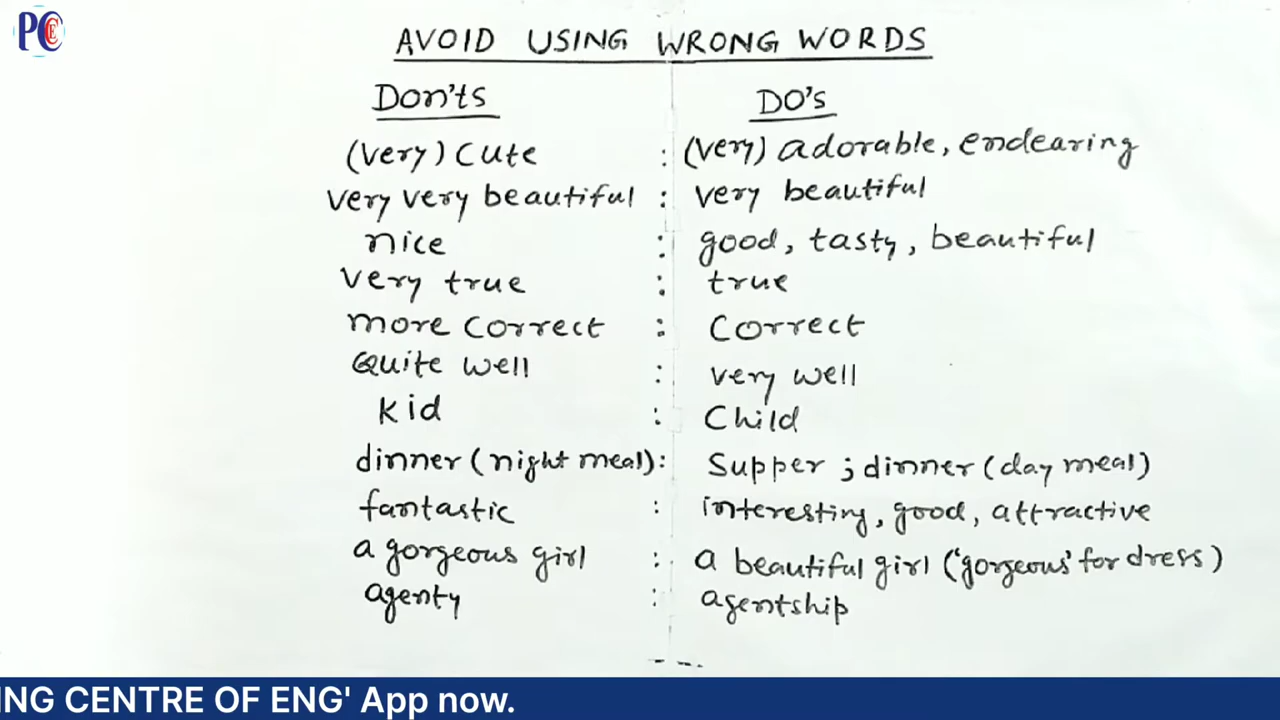 PCEC
AVOID USING WRONG WORDS
Don'ts DO's
(very) cute : (very) adorable, endearing
very very beautiful : very beautiful
nice : good, tasty, beautiful
very true : true
more correct : Correct
Quite well : very well
kid : Child
dinner (night meal) : Supper ; dinner (day meal)
fantastic : interesting, good, attractive
a gorgeous girl : a beautiful girl ('gorgeous' for dress)
agenty : agentship
ING CENTRE OF ENG' App now.